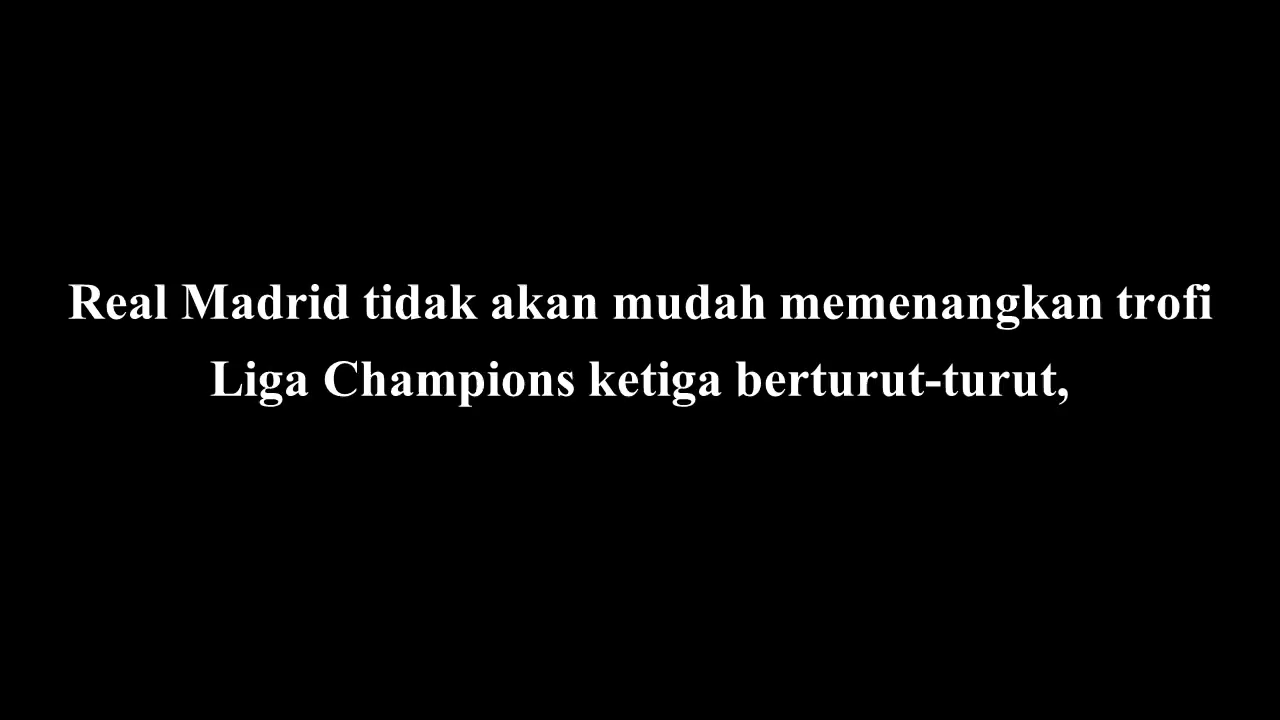 Real Madrid tidak akan mudah memenangkan trofi
Liga Champions ketiga berturut-turut,